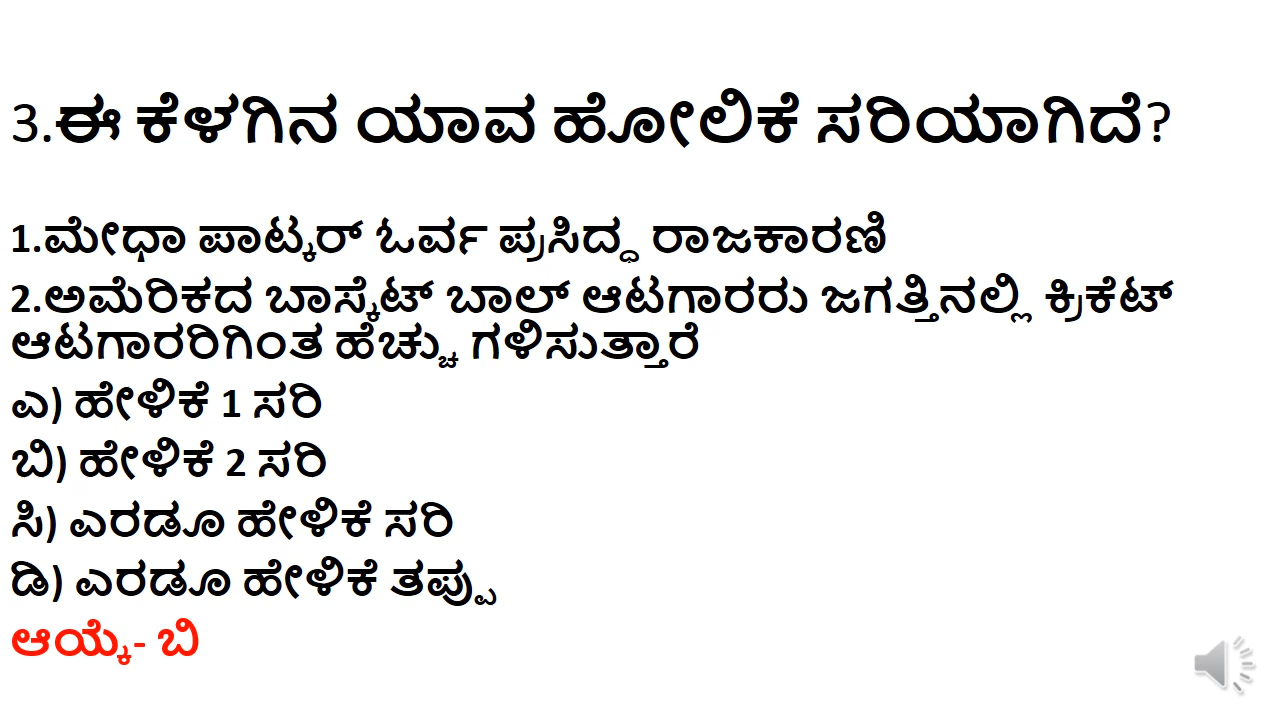 3.ಈ ಕೆಳಗಿನ ಯಾವ ಹೋಲಿಕೆ ಸರಿಯಾಗಿದೆ?
1.ಮೇಧಾ ಪಾಟ್ಕರ್ ಓರ್ವ ಪ್ರಸಿದ್ಧ ರಾಜಕಾರಣಿ
2.ಅಮೆರಿಕದ ಬಾಸ್ಕೆಟ್ ಬಾಲ್ ಆಟಗಾರರು ಜಗತ್ತಿನಲ್ಲಿ ಕ್ರಿಕೆಟ್
ಆಟಗಾರರಿಗಿಂತ ಹೆಚ್ಚು ಗಳಿಸುತ್ತಾರೆ
ಎ) ಹೇಳಿಕೆ 1 ಸರಿ
ಬಿ) ಹೇಳಿಕೆ 2 ಸರಿ
ಸಿ) ಎರಡೂ ಹೇಳಿಕೆ ಸರಿ
ಡಿ) ಎರಡೂ ಹೇಳಿಕೆ ತಪ್ಪು
ಆಯ್ಕೆ- ಬಿ